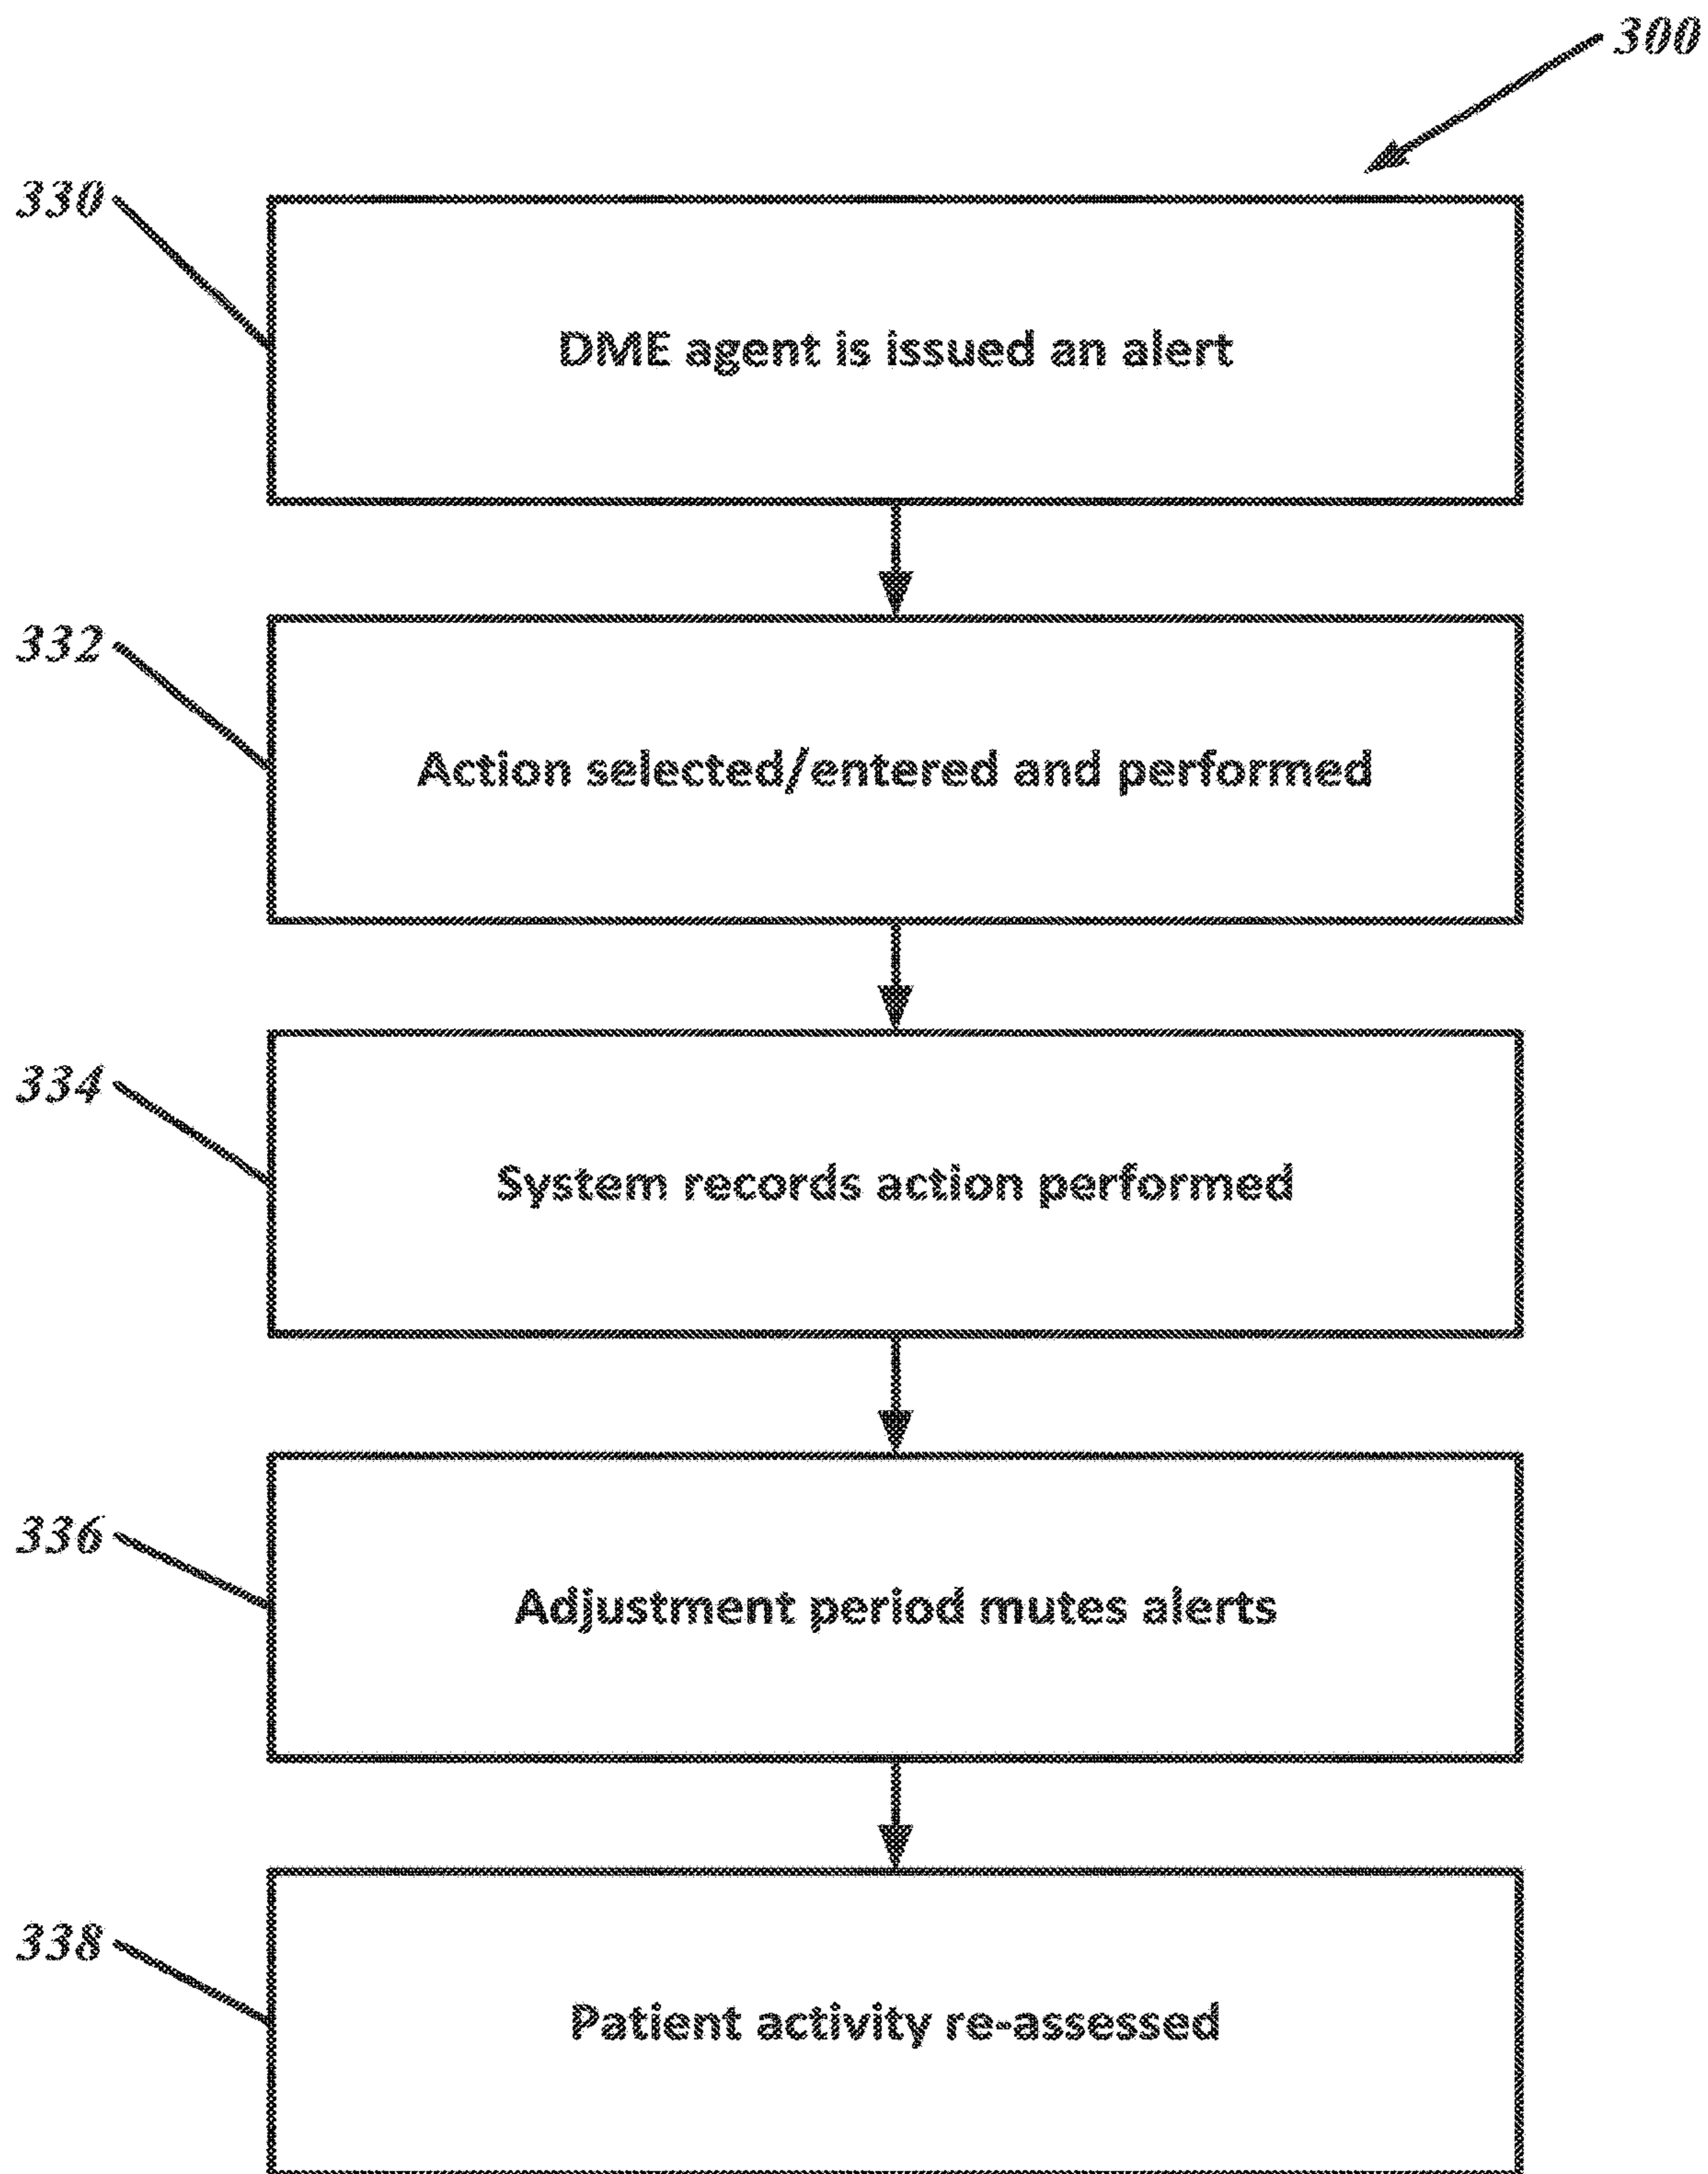 300
330
DME agent is issued an alert
332
Action selected/entered and performed
334
System records action performed
336
Adjustment period mutes alerts
338
Patient activity re-assessed